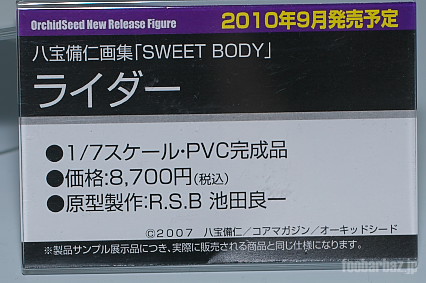 OrchidSeed New Release Figure 2010年9月発売予定
八宝備仁画集「SWEET BODY」
ライダー
●1/7スケール・PVC完成品
●価格:8,700円(税込)
●原型製作:R.S.B 池田良一
©2007 八宝備仁/コアマガジン/オーキッドシード
※製品サンプル展示品につき、実際に販売される商品と同じ仕様になります。
foobarbaz.jp